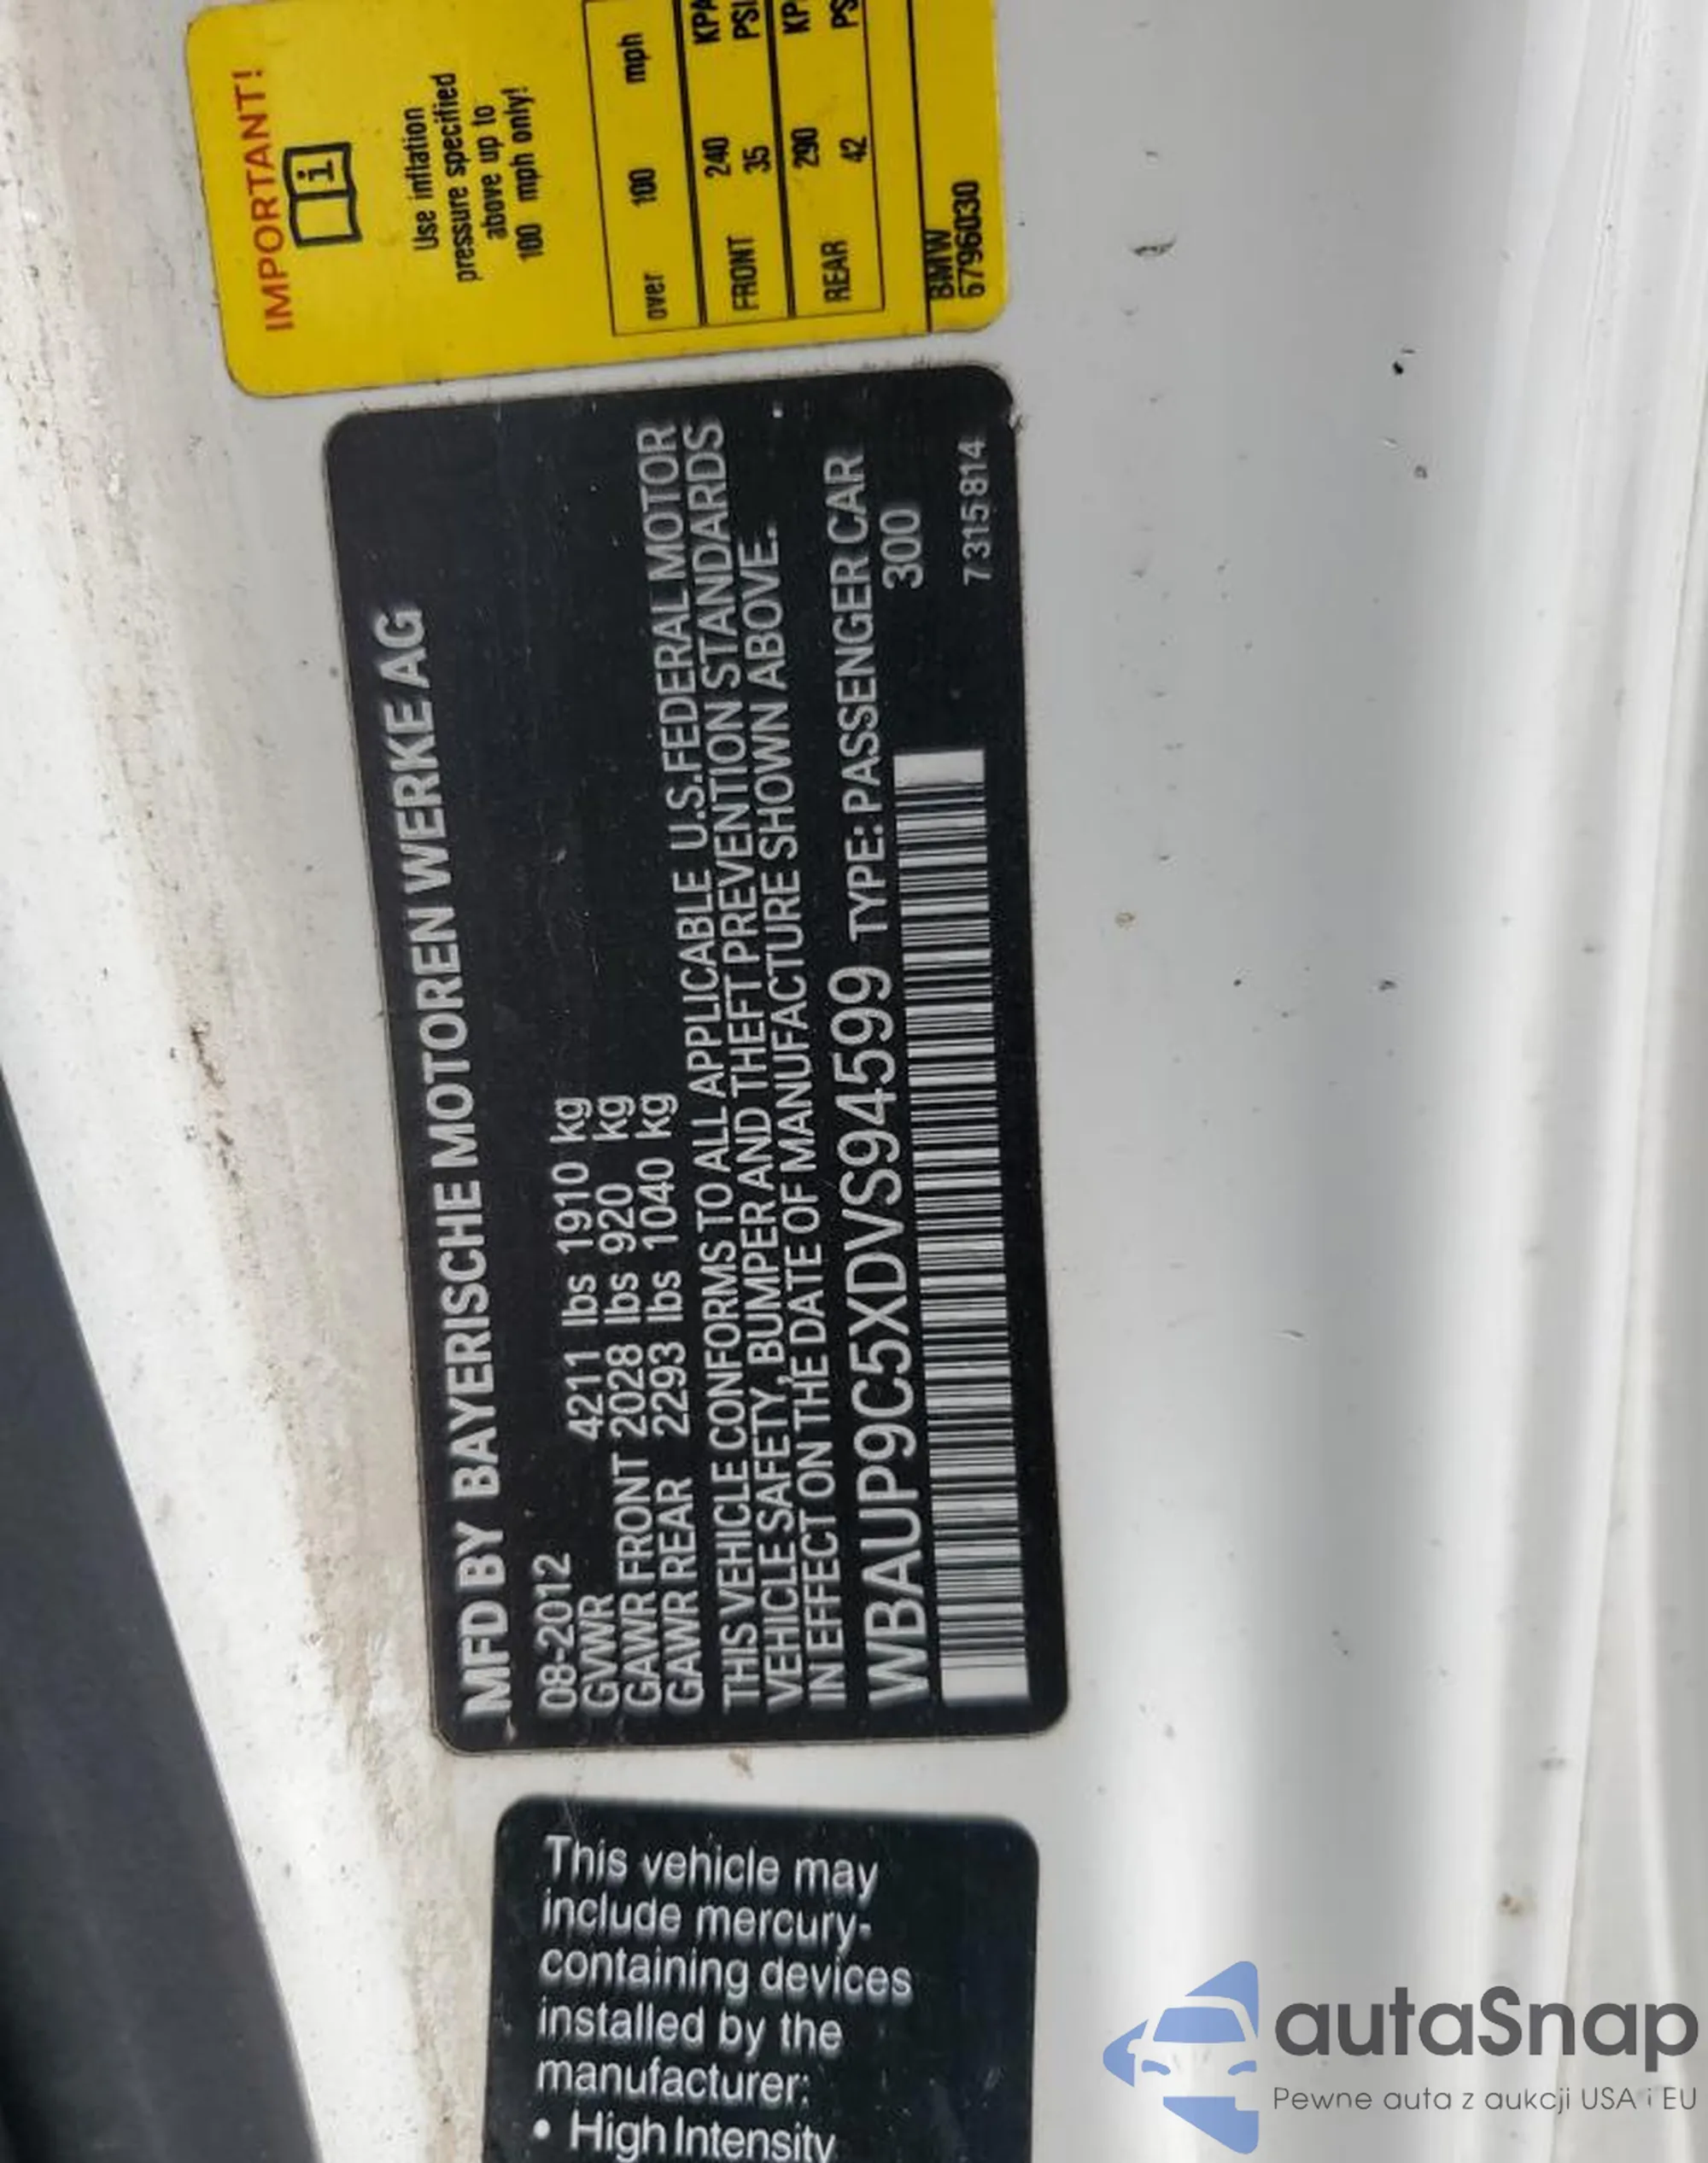 IMPORTANT!
i
Use inflation
pressure specified
above up to
100 mph only!
over 100 mph
FRONT 240 KPA
35 PSI
REAR 290
42
BMW
6796030
MFD BY BAYERISCHE MOTOREN WERKE AG
08-2012
GVWR 4211 lbs 1910 kg
GAWR FRONT 2028 lbs 920 kg
GAWR REAR 2293 lbs 1040 kg
THIS VEHICLE CONFORMS TO ALL APPLICABLE U.S. FEDERAL MOTOR
VEHICLE SAFETY, BUMPER AND THEFT PREVENTION STANDARDS
IN EFFECT ON THE DATE OF MANUFACTURE SHOWN ABOVE.
WBAUP9C5XDVS94599 TYPE: PASSENGER CAR
300
7315814
This vehicle may
include mercury-
containing devices
installed by the
manufacturer:
• High Intensity
autaSnap
Pewne auta z aukcji USA i EU